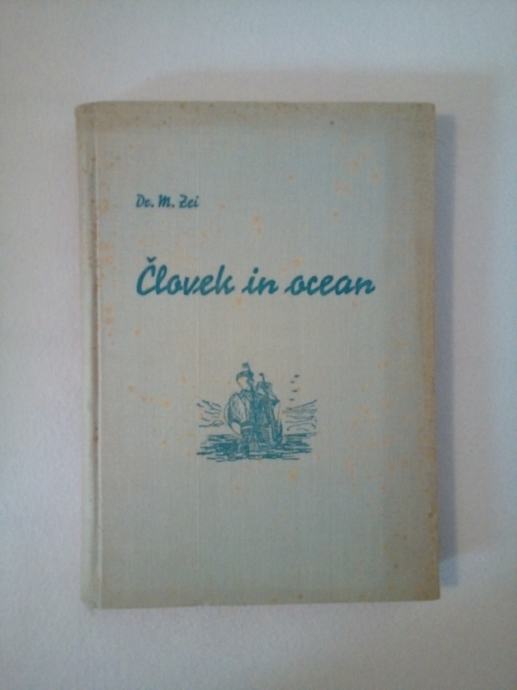 Dr. M. Zei
Človek in ocean